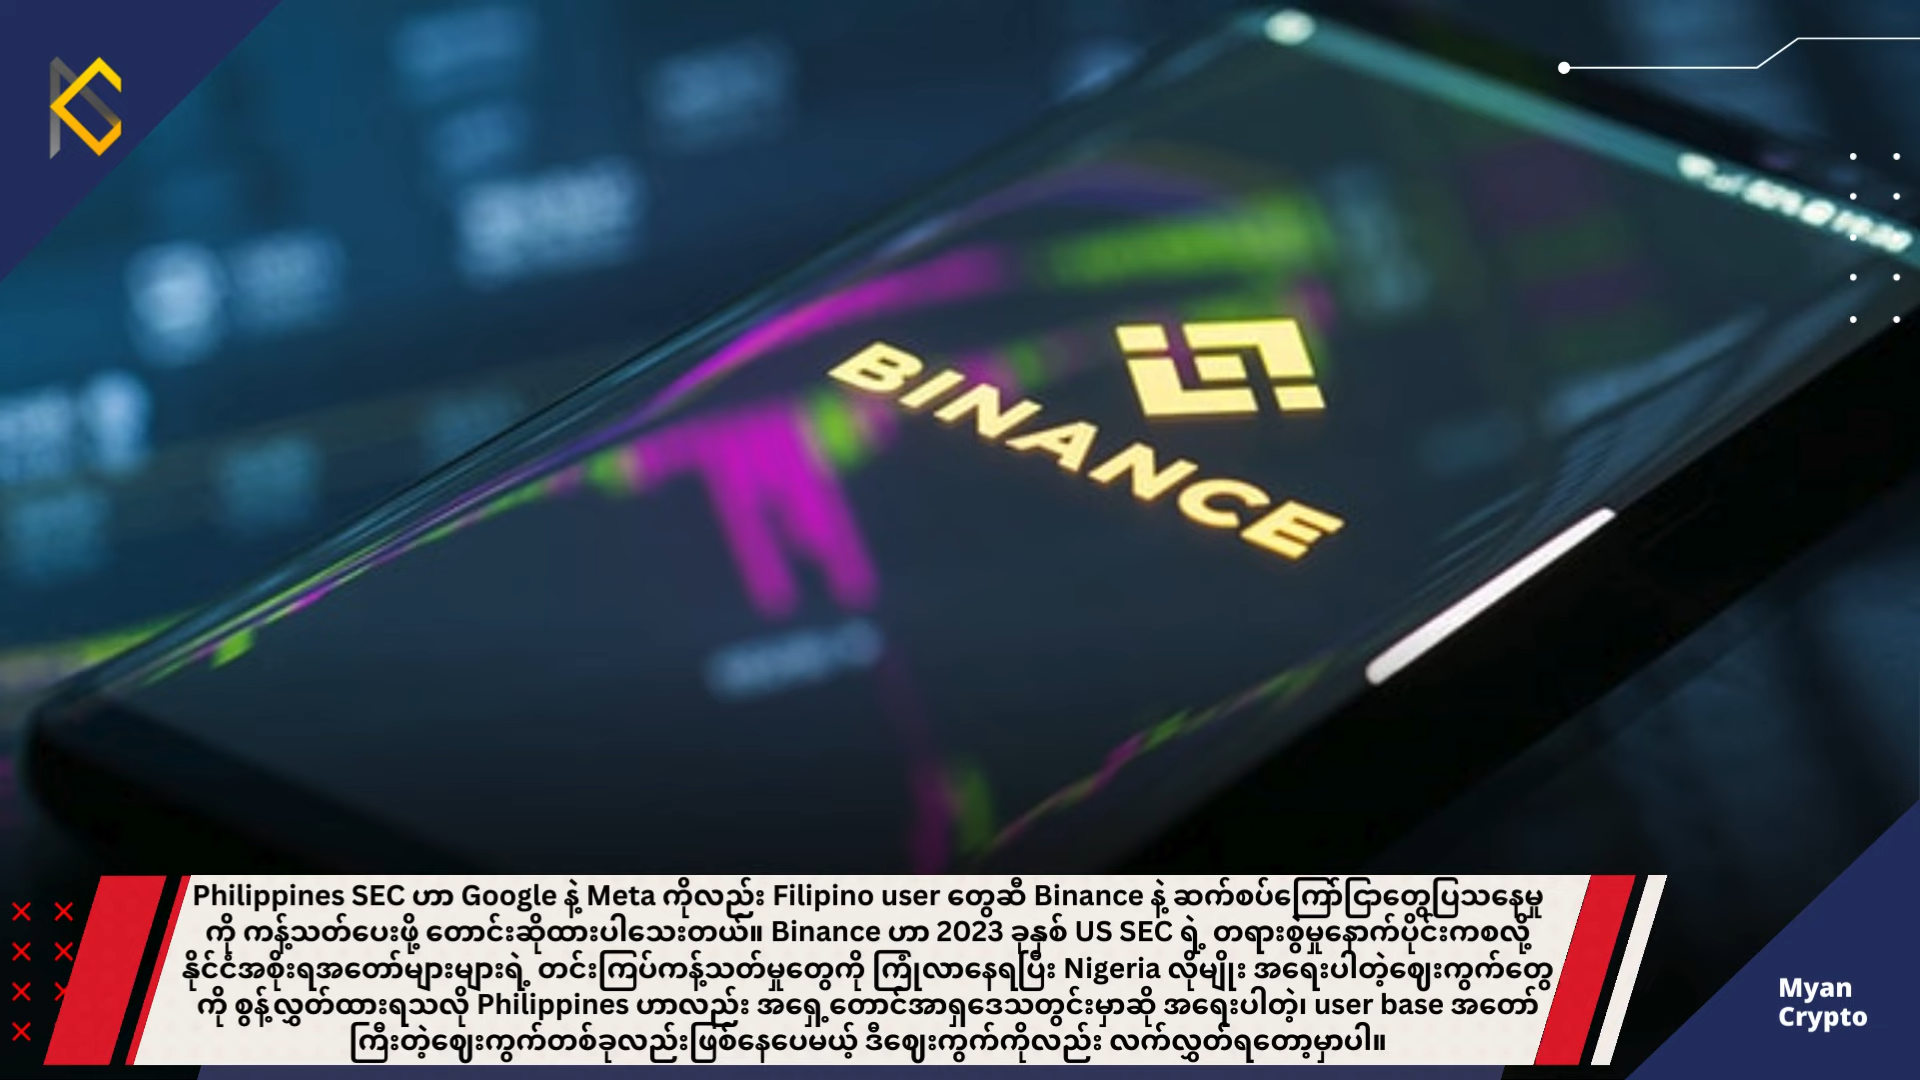 BINANCE
Philippines SEC ဟာ Google နဲ့ Meta ကိုလည်း Filipino user တွေဆီ Binance နဲ့ ဆက်စပ်ကြော်ငြာတွေပြသနေမှု
ကို ကန့်သတ်ပေးဖို့ တောင်းဆိုထားပါသေးတယ်။ Binance ဟာ 2023 ခုနှစ် US SEC ရဲ့ တရားစွဲမှုနောက်ပိုင်းကစလို့
နိုင်ငံအစိုးရအတော်များများရဲ့ တင်းကြပ်ကန့်သတ်မှုတွေကို ကြုံလာနေရပြီး Nigeria လိုမျိုး အရေးပါတဲ့ဈေးကွက်တွေ
ကို စွန့်လွှတ်ထားရသလို Philippines ဟာလည်း အရှေ့တောင်အာရှဒေသတွင်းမှာဆို အရေးပါတဲ့၊ user base အတော်
ကြီးတဲ့ဈေးကွက်တစ်ခုလည်းဖြစ်နေပေမယ့် ဒီဈေးကွက်ကိုလည်း လက်လွှတ်ရတော့မှာပါ။
Myan
Crypto